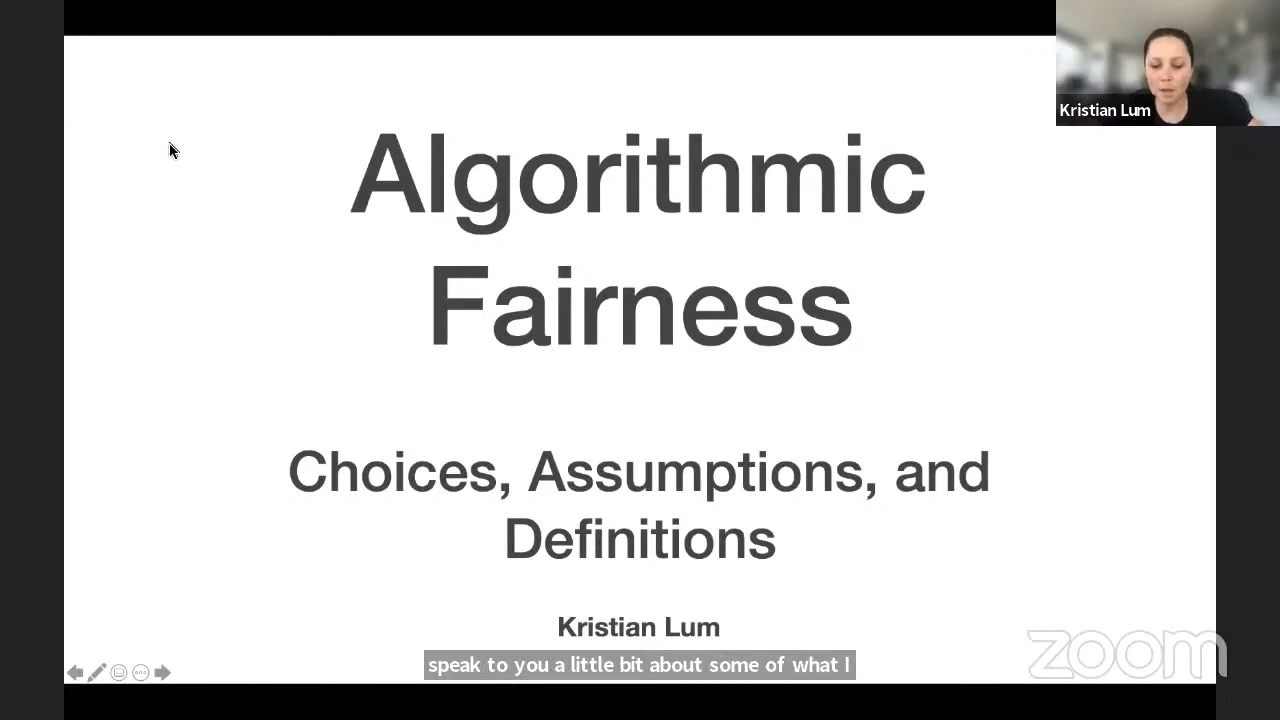 Kristian Lum
Algorithmic
Fairness
Choices, Assumptions, and
Definitions
Kristian Lum
speak to you a little bit about some of what I
zoom